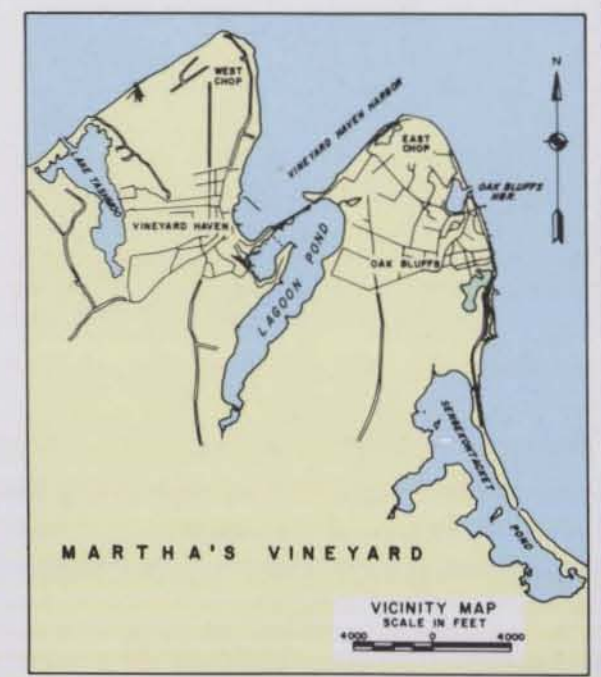 WEST
CHOP
N
VINEYARD HAVEN HARBOR
EAST
CHOP
LAKE TASHMOO
OAK BLUFFS
HBR.
VINEYARD HAVEN
OAK BLUFFS
LAGOON POND
SENGEKONTACKET POND
MARTHA'S VINEYARD
VICINITY MAP
SCALE IN FEET
4000 0 4000